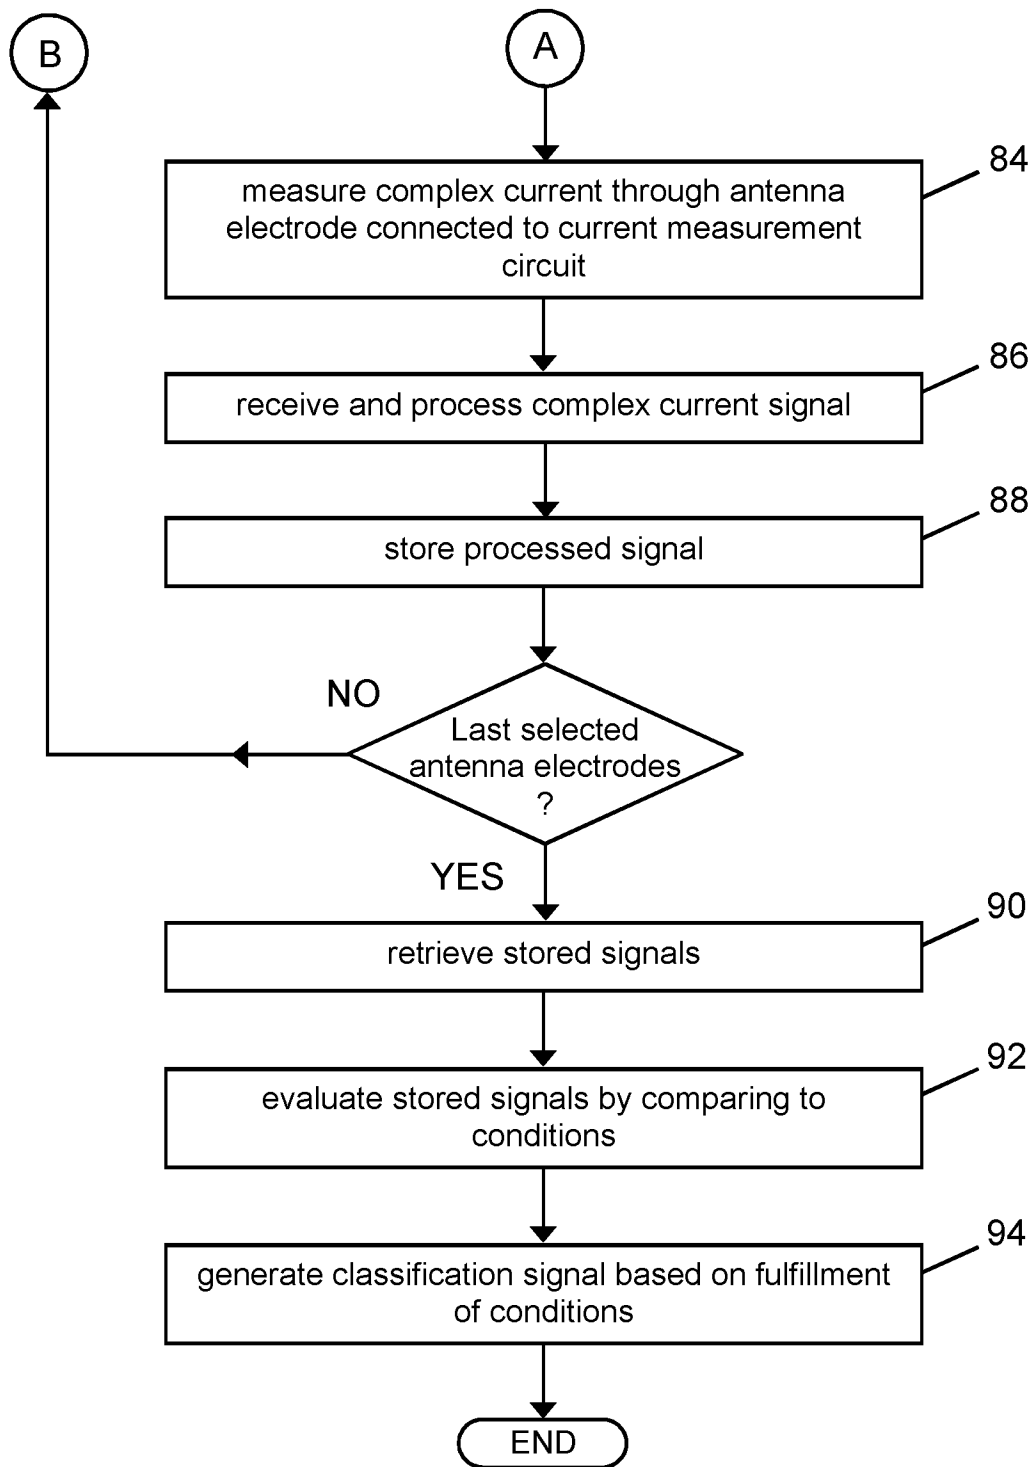 B
A
84
measure complex current through antenna
electrode connected to current measurement
circuit
86
receive and process complex current signal
88
store processed signal
NO
Last selected
antenna electrodes
?
YES
90
retrieve stored signals
92
evaluate stored signals by comparing to
conditions
94
generate classification signal based on fulfillment
of conditions
END